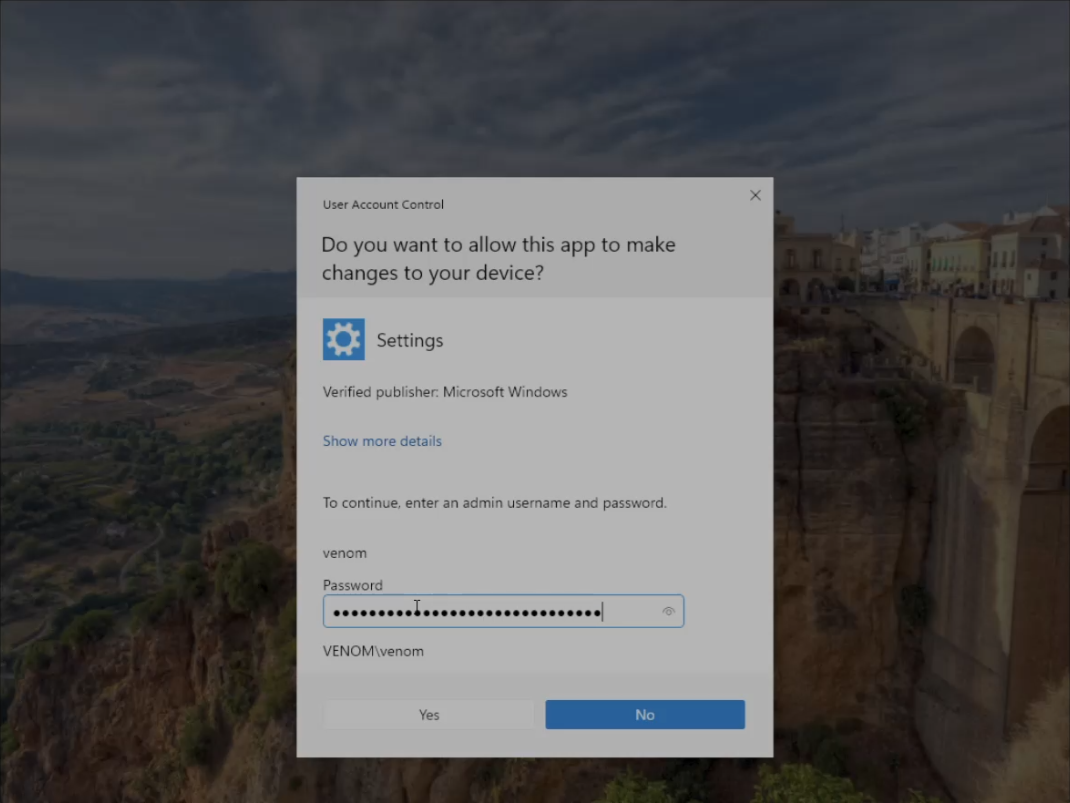 User Account Control
Do you want to allow this app to make
changes to your device?
Settings
Verified publisher: Microsoft Windows
Show more details
To continue, enter an admin username and password.
venom
Password
••••••••••••••••••••••••••••••
VENOM\venom
Yes
No